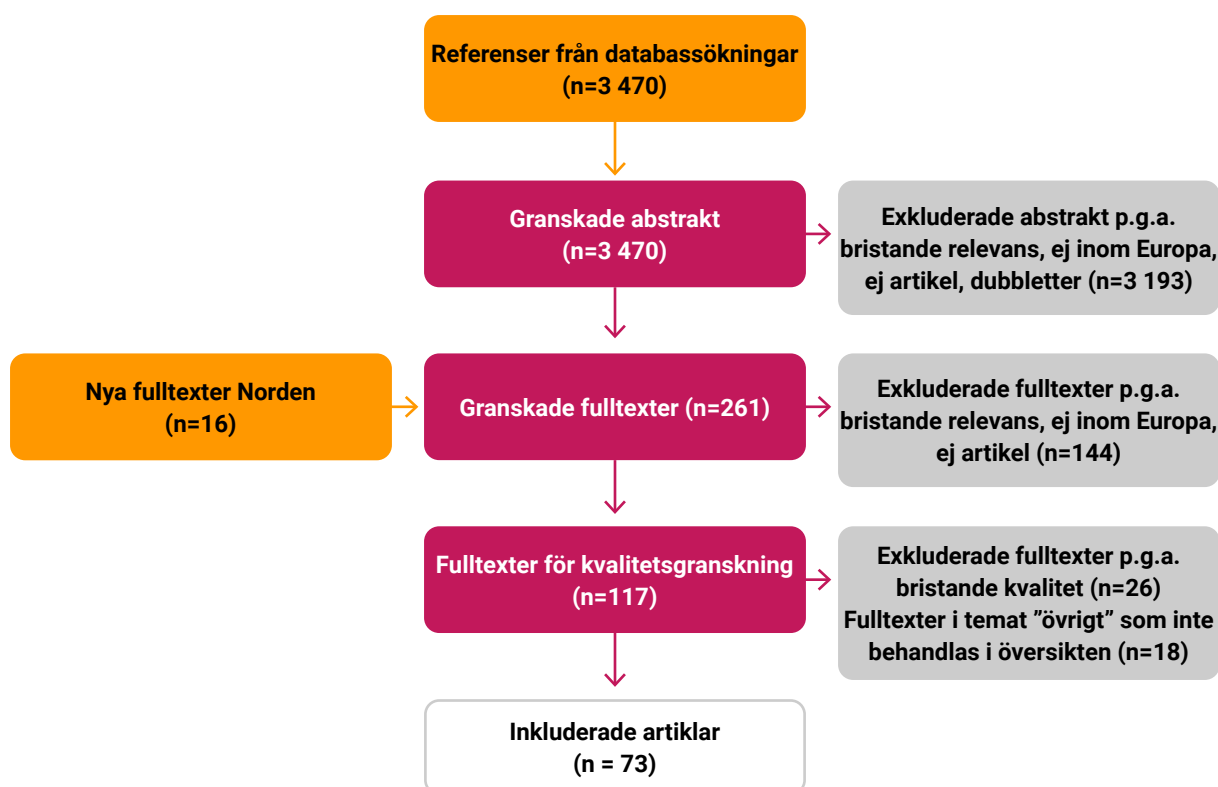 Referenser från databassökningar
(n=3 470)
Granskade abstrakt
(n=3 470)
Exkluderade abstrakt p.g.a.
bristande relevans, ej inom Europa,
ej artikel, dubbletter (n=3 193)
Nya fulltexter Norden
(n=16)
Granskade fulltexter (n=261)
Exkluderade fulltexter p.g.a.
bristande relevans, ej inom Europa,
ej artikel (n=144)
Fulltexter för kvalitetsgranskning
(n=117)
Exkluderade fulltexter p.g.a.
bristande kvalitet (n=26)
Fulltexter i temat ”övrigt” som inte
behandlas i översikten (n=18)
Inkluderade artiklar
(n = 73)